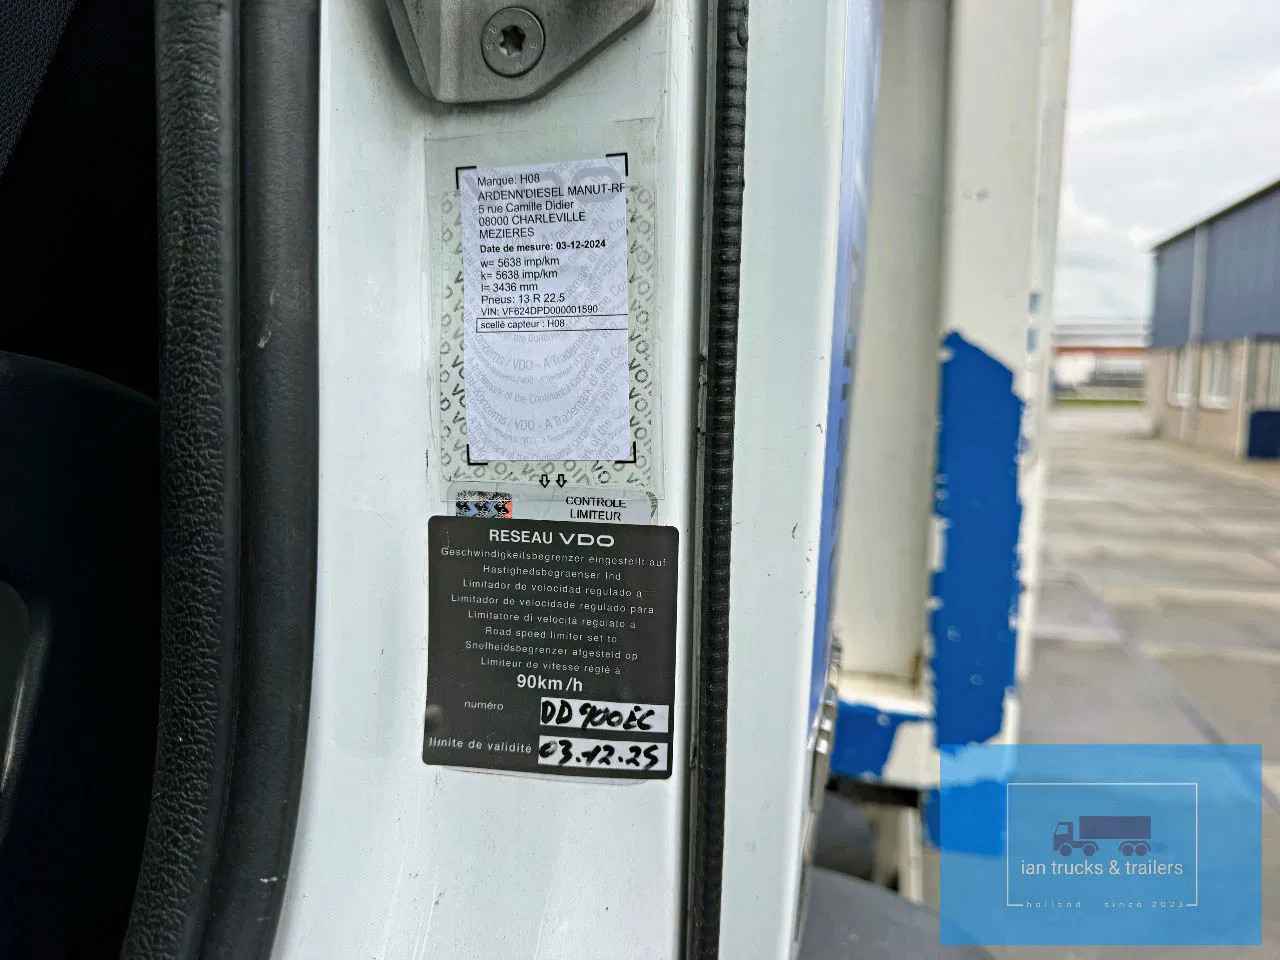 Marque: H08
ARDENN'DIESEL MANUT-RF
5 rue Camille Didier
08000 CHARLEVILLE
MEZIERES
Date de mesure: 03-12-2024
w= 5638 imp/km
k= 5638 imp/km
l= 3436 mm
Pneus: 13 R 22.5
VIN: VF624DPD000001590
scellé capteur : H08
CONTROLE
LIMITEUR
RESEAU VDO
Geschwindigkeitsbegrenzer eingestellt auf
Hastighedsbegraenser Ind
Limitador de velocidad regulado a
Limitador de velocidade regulado para
Limitatore di velocità regolato a
Road speed limiter set to
Snelheidsbegrenzer afgesteld op
Limiteur de vitesse réglé à
90km/h
numéro DD900EC
limite de validité 03.12.25
ian trucks & trailers
holland since 2023